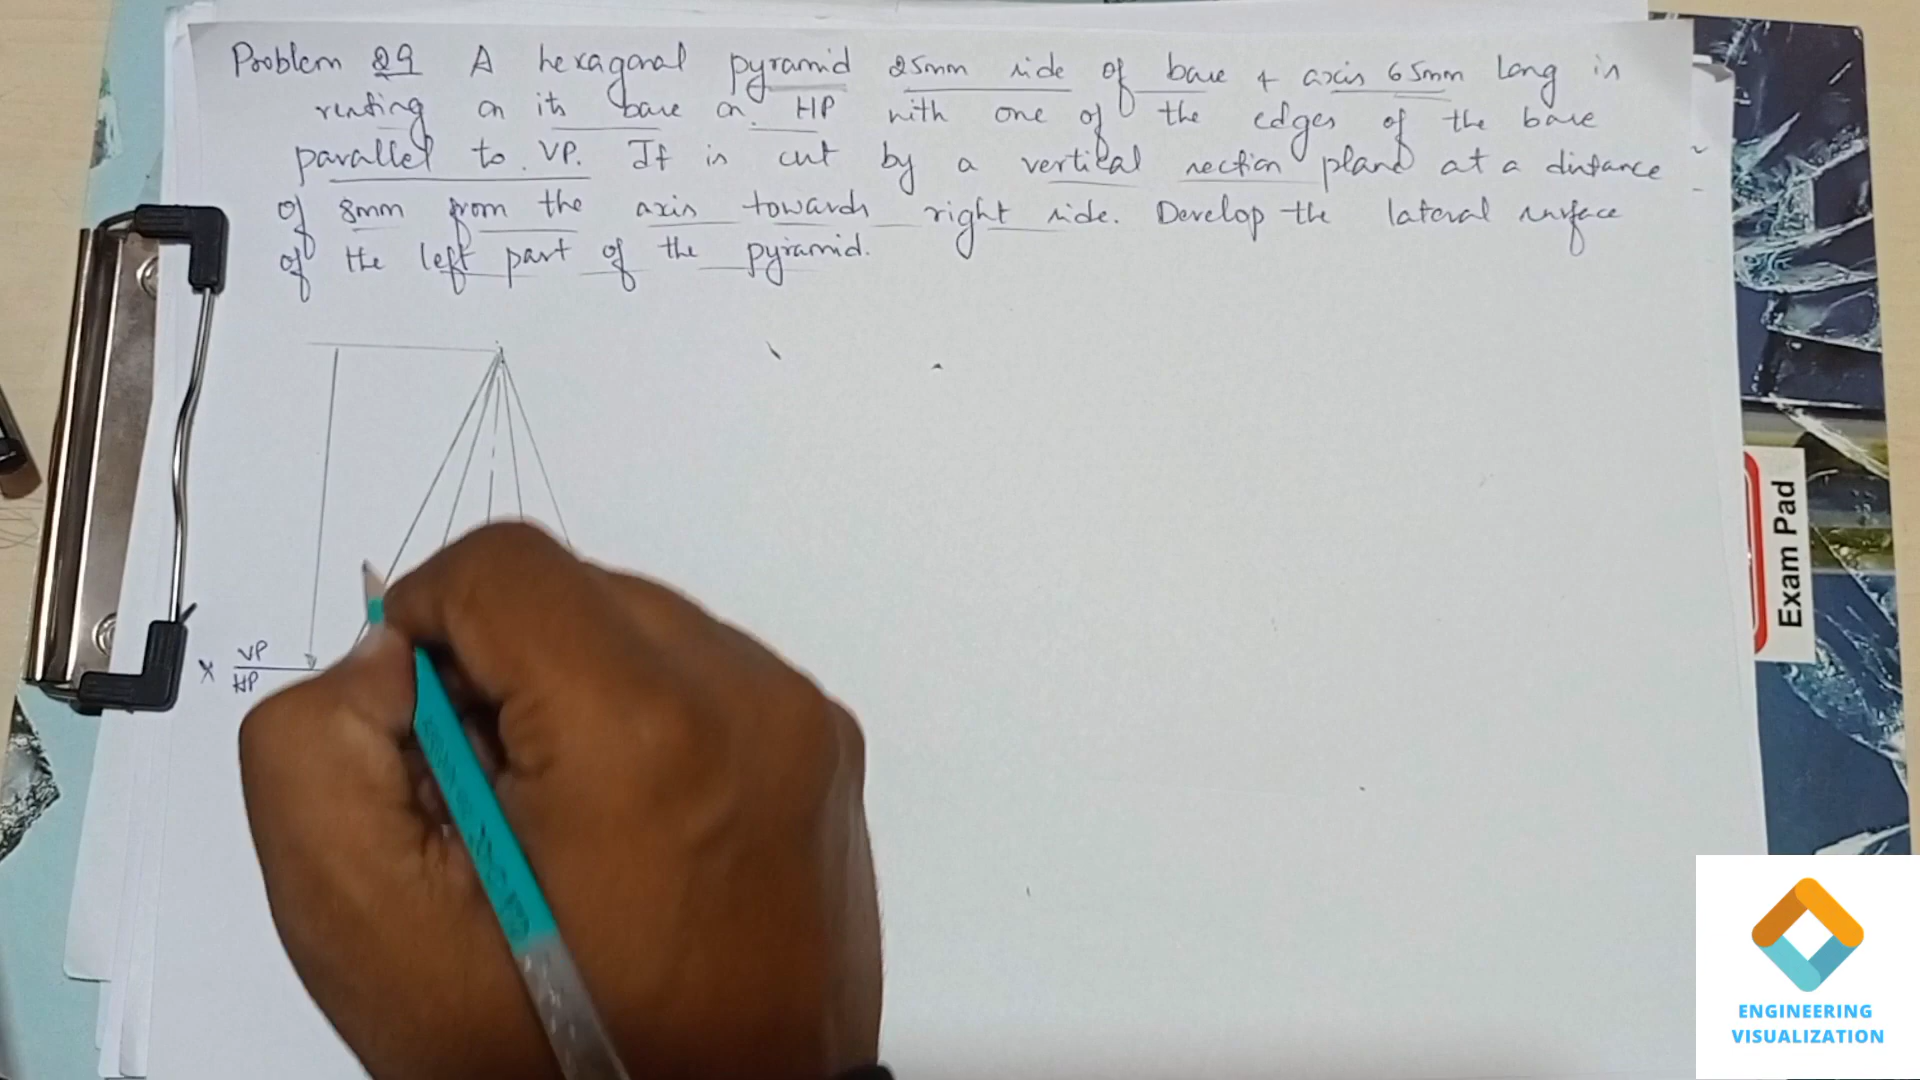 Problem 29 A hexagonal pyramid 25mm side of base & axis 65mm long is
resting on its base on HP with one of the edges of the base
parallel to VP. It is cut by a vertical section plane at a distance
of 8mm from the axis towards right side. Develop the lateral surface
of the left part of the pyramid.
X VP
HP
Exam Pad
ENGINEERING
VISUALIZATION